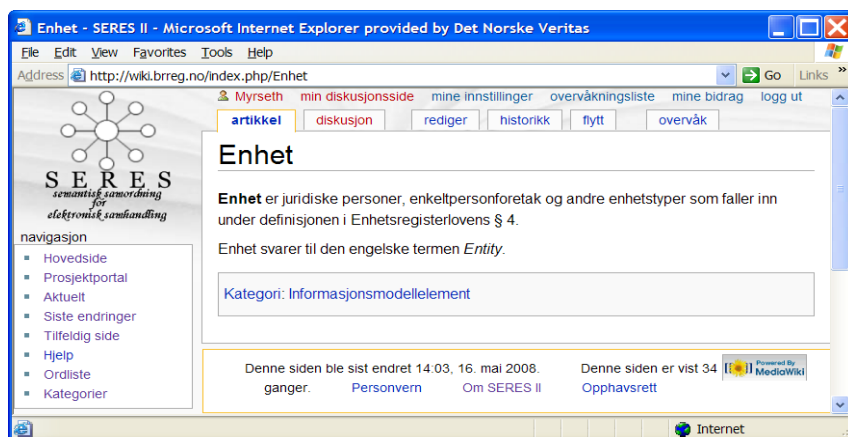 Enhet - SERES II - Microsoft Internet Explorer provided by Det Norske Veritas
File Edit View Favorites Tools Help
Address http://wiki.brreg.no/index.php/Enhet Go Links »
Myrseth min diskusjonsside mine innstillinger overvåkningsliste mine bidrag logg ut
artikkel diskusjon rediger historikk flytt overvåk
Enhet
SERES
semantisk samordning
for
elektronisk samhandling
Enhet er juridiske personer, enkeltpersonforetak og andre enhetstyper som faller inn
under definisjonen i Enhetsregisterlovens § 4.
Enhet svarer til den engelske termen Entity.
Kategori: Informasjonsmodellelement
navigasjon
Hovedside
Prosjektportal
Aktuelt
Siste endringer
Tilfeldig side
Hjelp
Ordliste
Kategorier
Denne siden ble sist endret 14:03, 16. mai 2008. Denne siden er vist 34
ganger. Personvern Om SERES II Opphavsrett
Powered By
MediaWiki
Internet